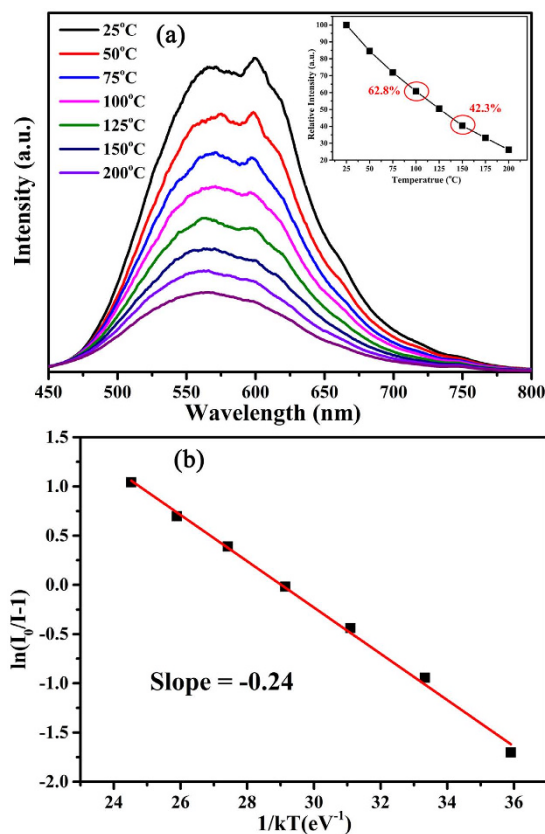 (a)
25°C
50°C
75°C
100°C
125°C
150°C
200°C
Intensity (a.u.)
450 500 550 600 650 700 750 800
Wavelength (nm)
Relative Intensity (a.u.)
100
90
80
70
60
50
40
30
20
62.8%
42.3%
25 50 75 100 125 150 175 200
Temperatrue (°C)
(b)
ln(I₀/I-1)
1.5
1.0
0.5
0.0
-0.5
-1.0
-1.5
-2.0
Slope = -0.24
24 26 28 30 32 34 36
1/kT(eV⁻¹)